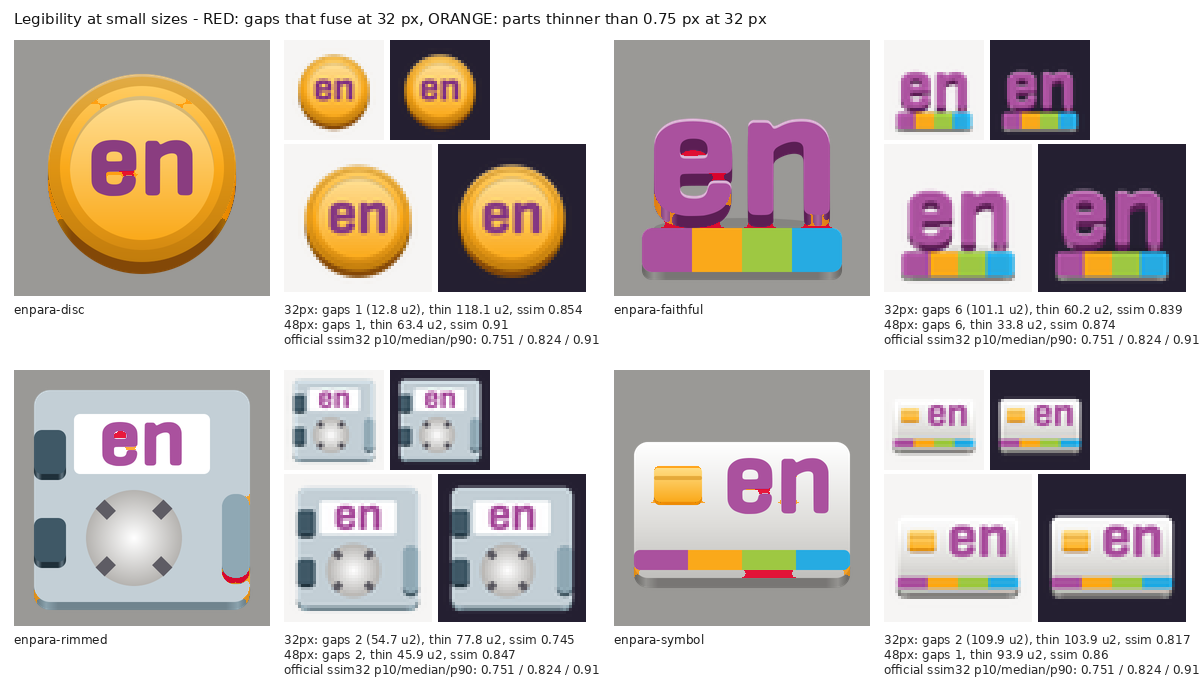 Legibility at small sizes - RED: gaps that fuse at 32 px, ORANGE: parts thinner than 0.75 px at 32 px
en
en
en
en
en
enpara-disc
32px: gaps 1 (12.8 u2), thin 118.1 u2, ssim 0.854
48px: gaps 1, thin 63.4 u2, ssim 0.91
official ssim32 p10/median/p90: 0.751 / 0.824 / 0.91
en
en
en
en
en
enpara-faithful
32px: gaps 6 (101.1 u2), thin 60.2 u2, ssim 0.839
48px: gaps 6, thin 33.8 u2, ssim 0.874
official ssim32 p10/median/p90: 0.751 / 0.824 / 0.91
en
en
en
en
en
enpara-rimmed
32px: gaps 2 (54.7 u2), thin 77.8 u2, ssim 0.745
48px: gaps 2, thin 45.9 u2, ssim 0.847
official ssim32 p10/median/p90: 0.751 / 0.824 / 0.91
en
en
en
en
en
enpara-symbol
32px: gaps 2 (109.9 u2), thin 103.9 u2, ssim 0.817
48px: gaps 1, thin 93.9 u2, ssim 0.86
official ssim32 p10/median/p90: 0.751 / 0.824 / 0.91